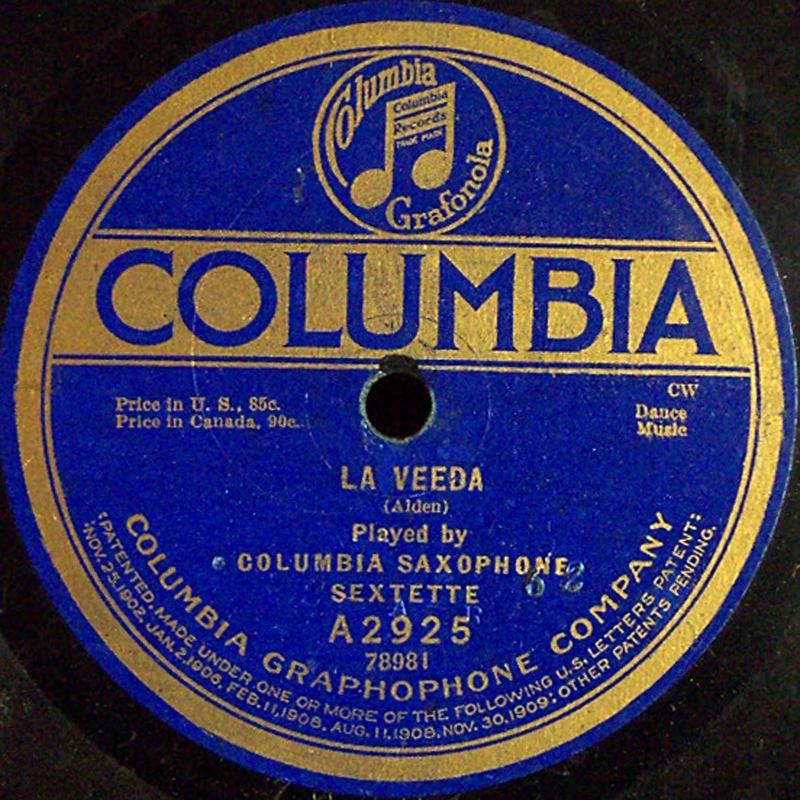 Columbia
Columbia
Records
TRADE MARK
Grafonola
COLUMBIA
Price in U. S., 85c.
Price in Canada, 90c.
CW
Dance
Music
LA VEEDA
(Alden)
Played by
COLUMBIA SAXOPHONE
SEXTETTE
A2925
78981
COLUMBIA GRAPHOPHONE COMPANY
:PATENTED, MADE UNDER ONE OR MORE OF THE FOLLOWING U.S. LETTERS PATENT:
:NOV. 25, 1902, JAN. 2, 1906, FEB. 11, 1908, AUG. 11, 1908, NOV. 30, 1909: OTHER PATENTS PENDING.